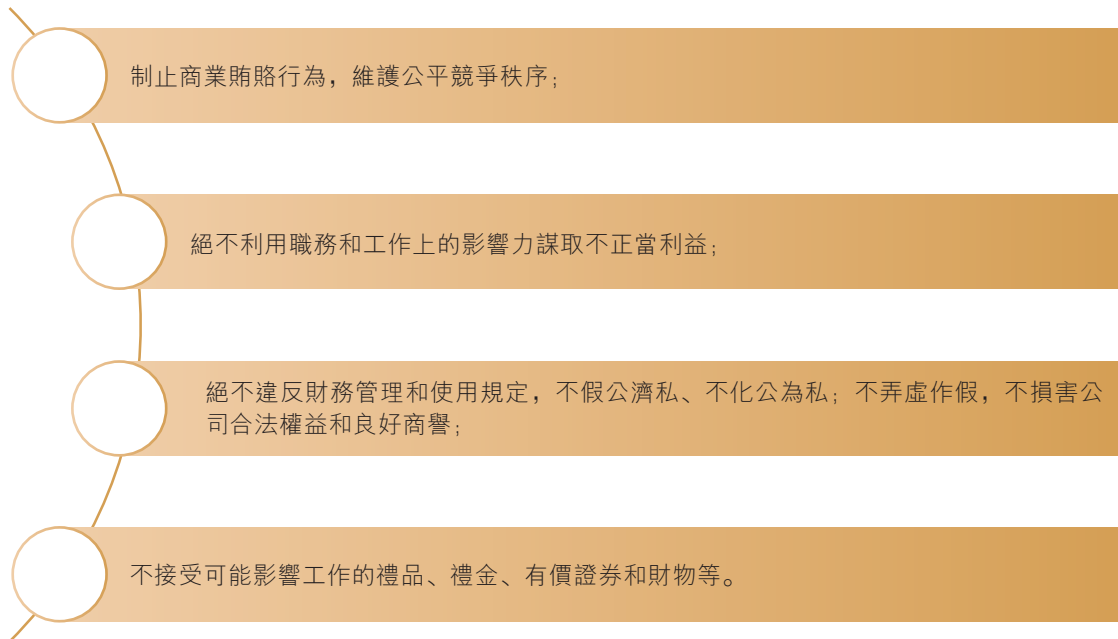 制止商業賄賂行為，維護公平競爭秩序；
絕不利用職務和工作上的影響力謀取不正當利益；
絕不違反財務管理和使用規定，不假公濟私、不化公為私；不弄虛作假，不損害公
司合法權益和良好商譽；
不接受可能影響工作的禮品、禮金、有價證券和財物等。